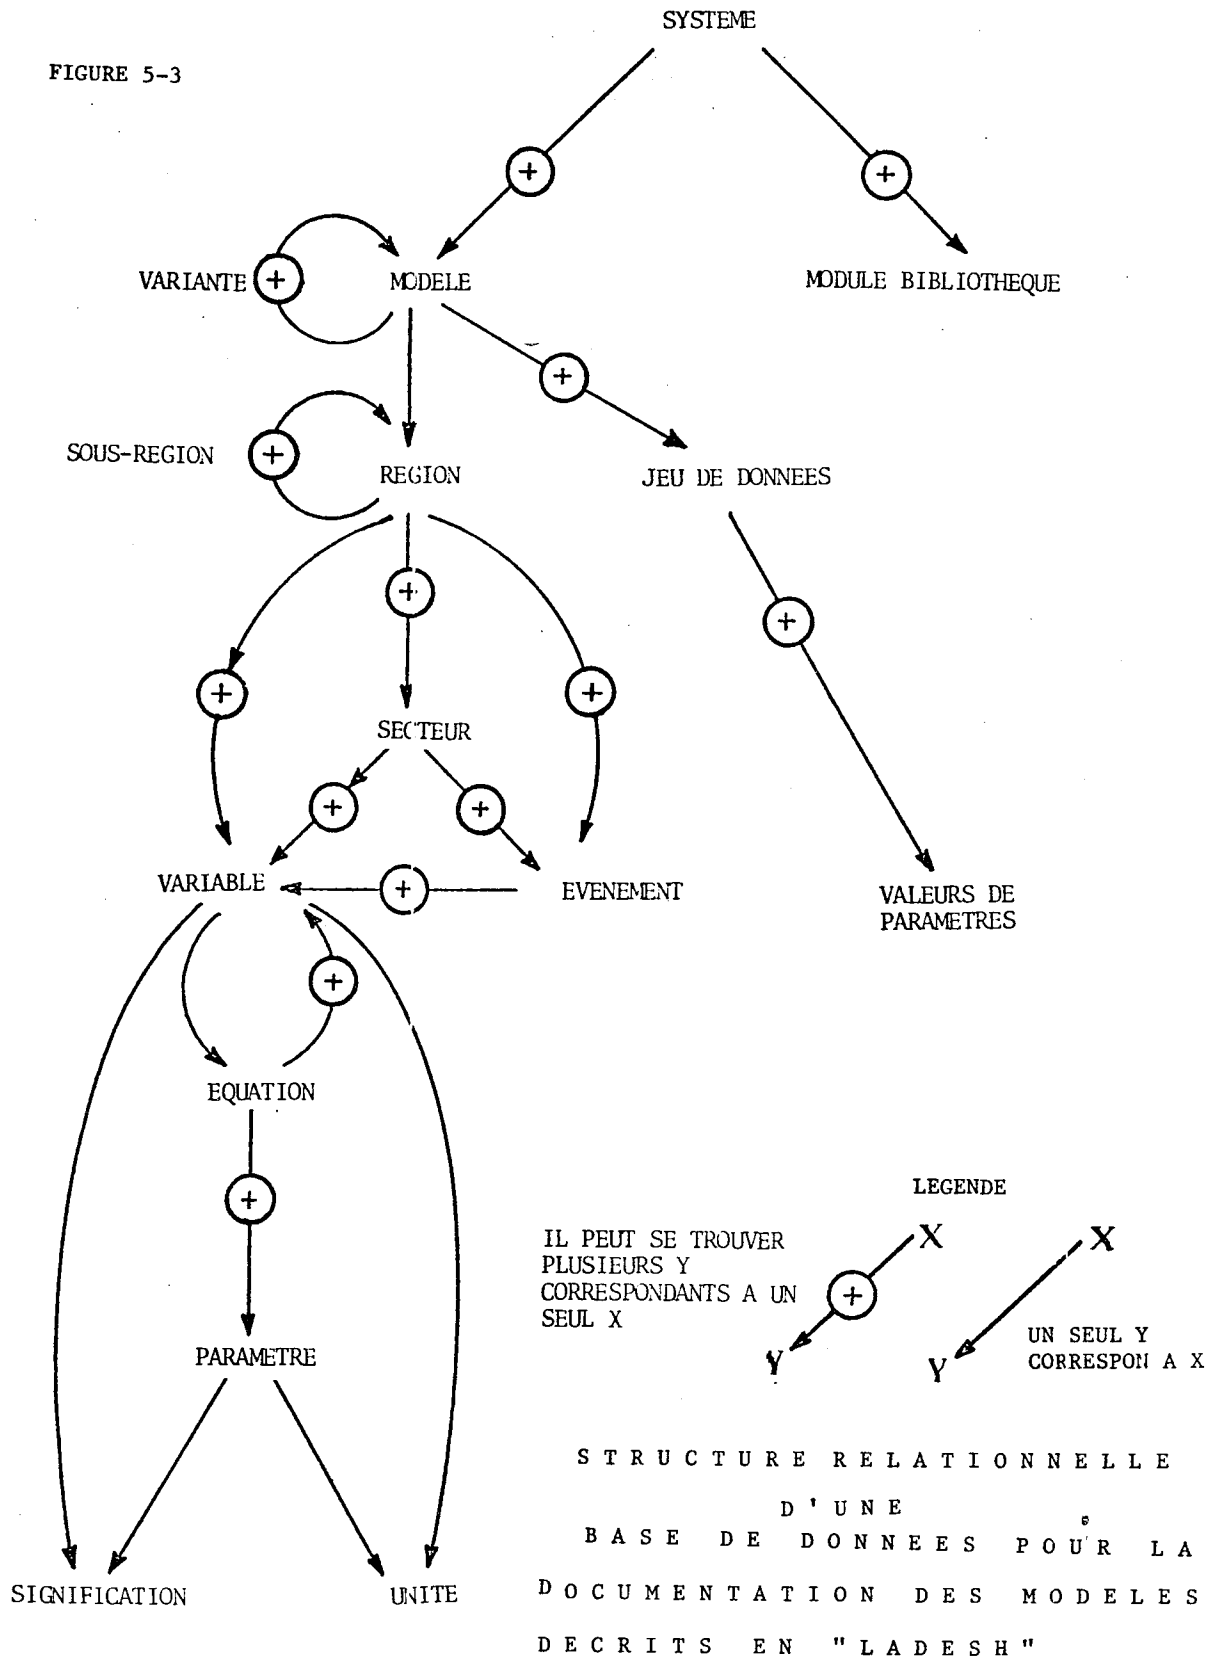 SYSTEME
FIGURE 5-3
+
+
VARIANTE
+
MODELE
MODULE BIBLIOTHEQUE
+
SOUS-REGION
+
REGION
JEU DE DONNEES
+
+
+
+
SECTEUR
+
+
VARIABLE
+
EVENEMENT
VALEURS DE
PARAMETRES
+
EQUATION
+
LEGENDE
IL PEUT SE TROUVER
PLUSIEURS Y
CORRESPONDANTS A UN
SEUL X
X
+
Y
X
Y
UN SEUL Y
CORRESPON A X
PARAMETRE
STRUCTURE RELATIONNELLE
D'UNE
BASE DE DONNEES POUR LA
DOCUMENTATION DES MODELES
DECRITS EN "LADESH"
SIGNIFICATION
UNITE